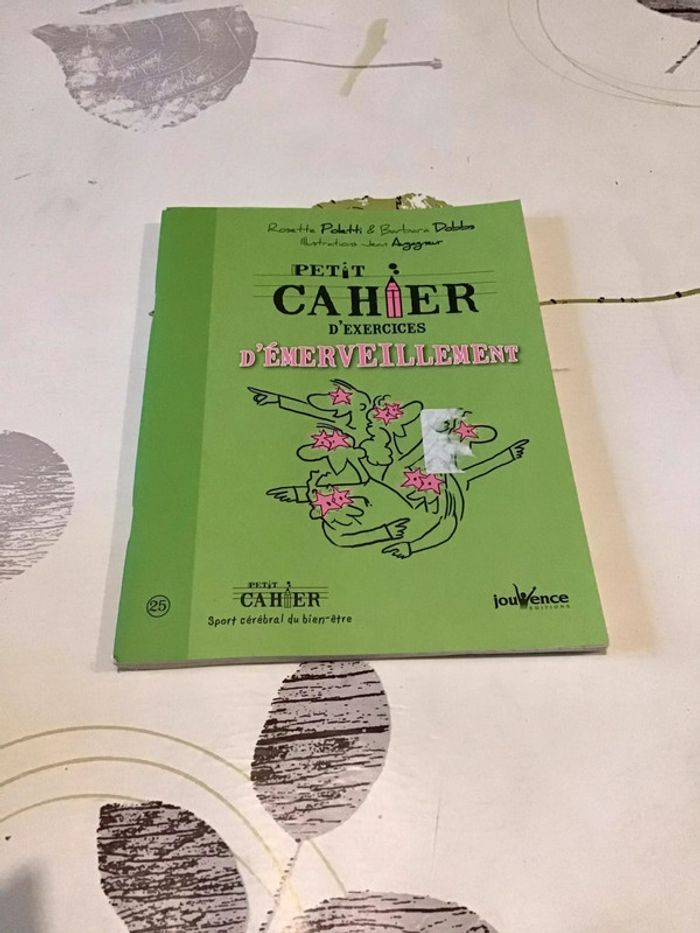 Rosette Poletti & Barbara Dobbs
Illustrations Jean Augagneur
PETiT
CAHiER
D'EXERCICES
D'ÉMERVEILLEMENT
25
PETiT
CAHiER
Sport cérébral du bien-être
jouvence
EDITIONS